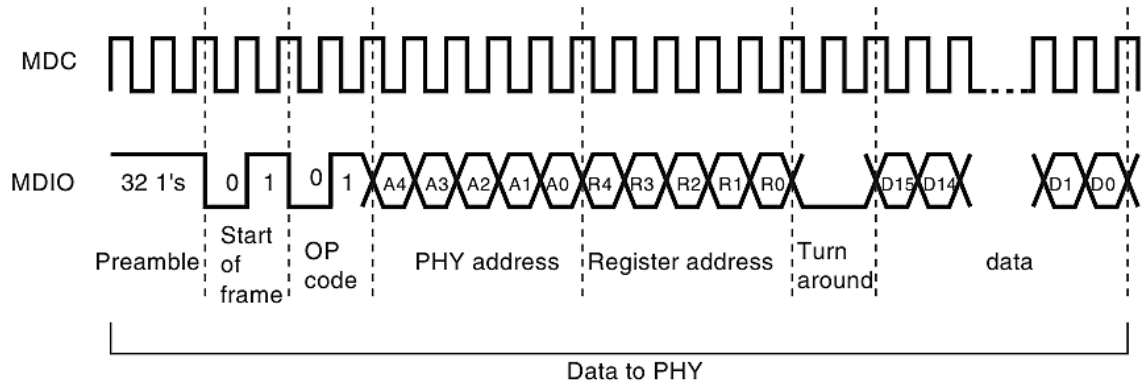 MDC
MDIO
32 1's 0 1 0 1 A4 A3 A2 A1 A0 R4 R3 R2 R1 R0 D15 D14 D1 D0
Preamble
Start
of
frame
OP
code
PHY address
Register address
Turn
around
data
Data to PHY